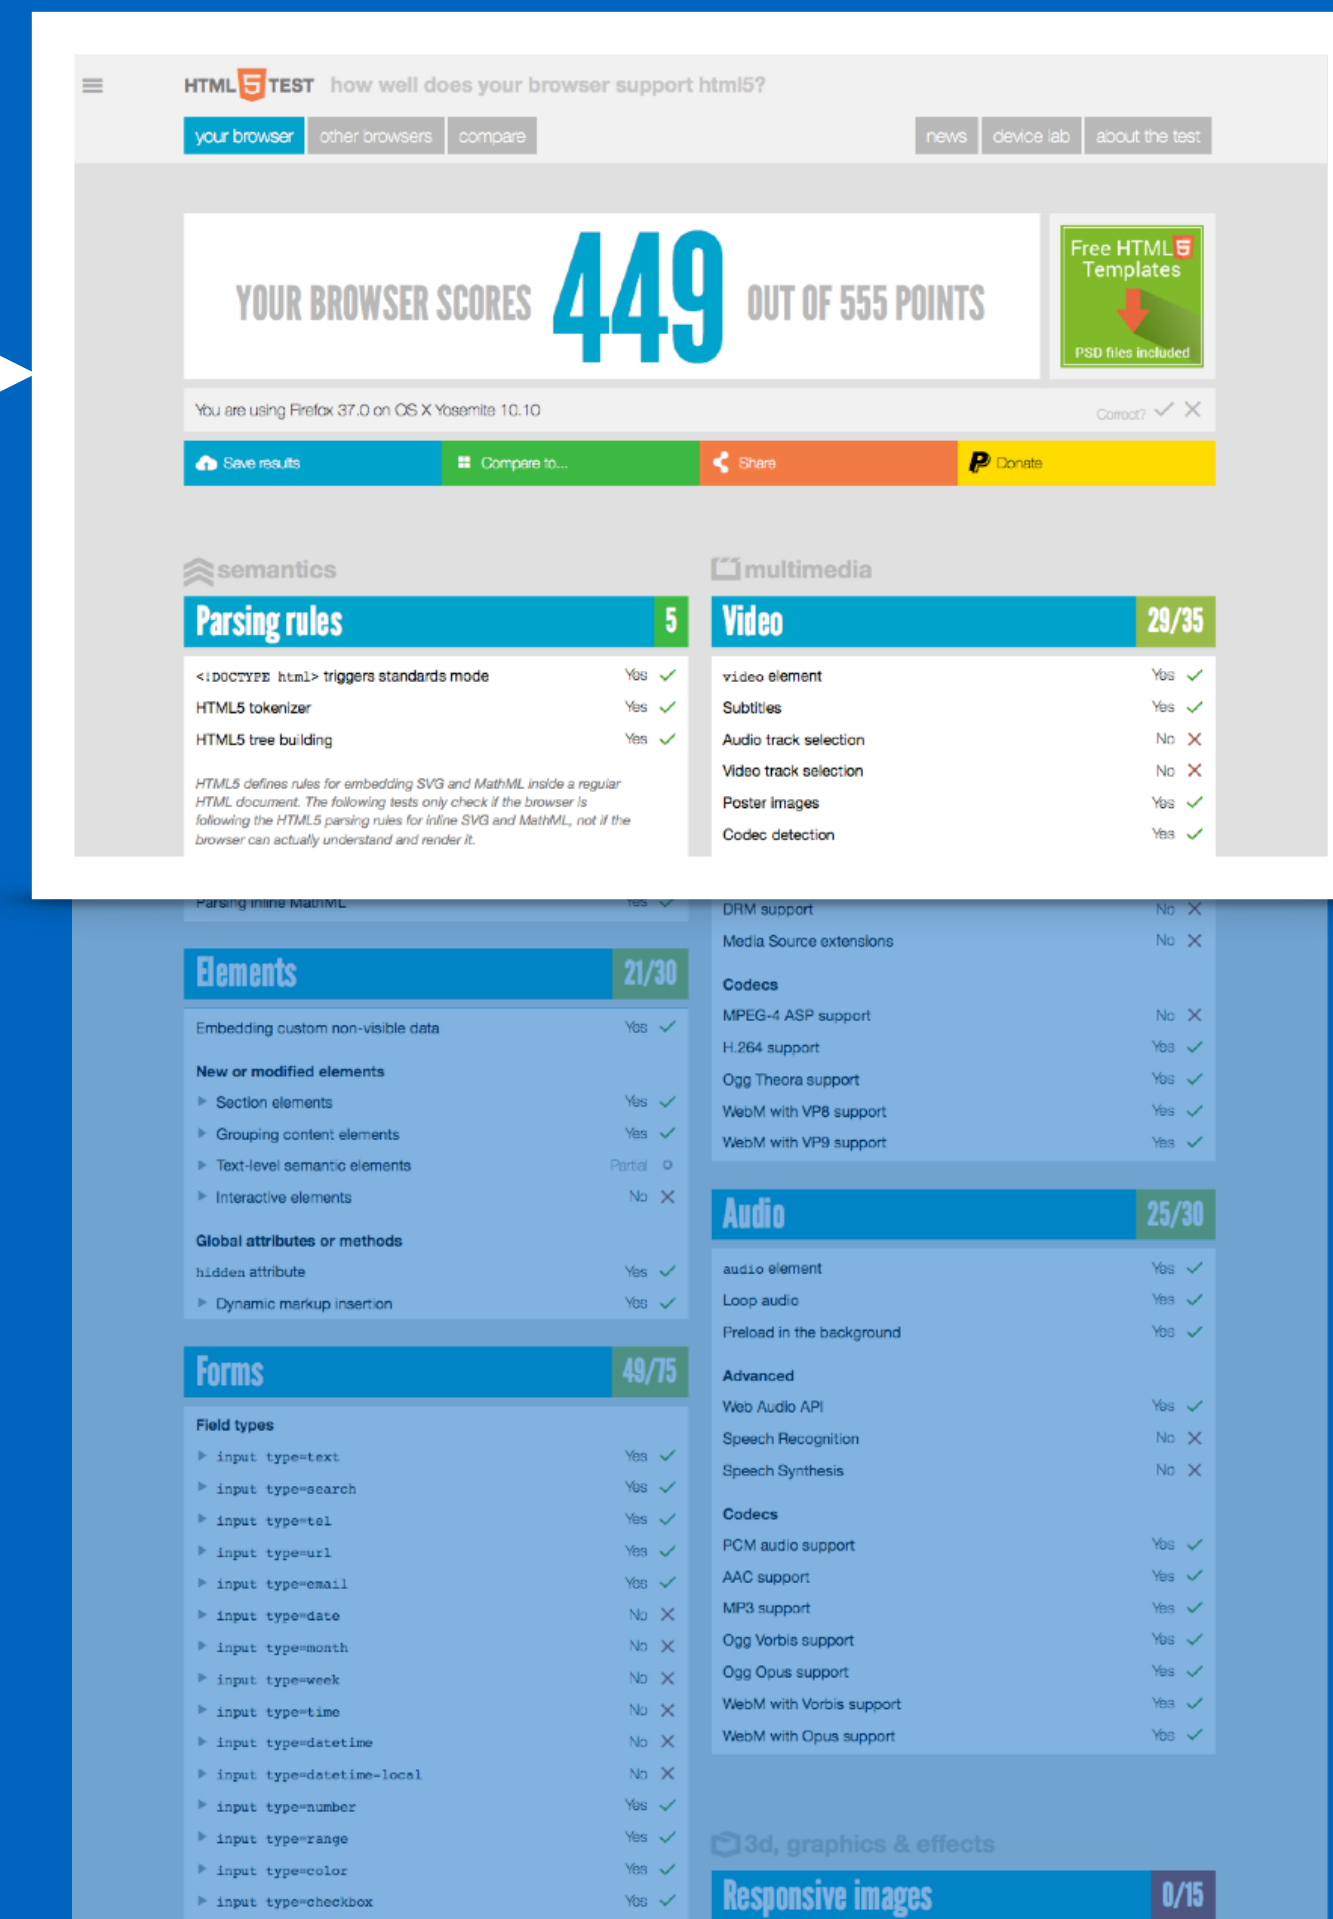 HTML 5 TEST how well does your browser support html5?
your browser other browsers compare news device lab about the test
YOUR BROWSER SCORES 449 OUT OF 555 POINTS
Free HTML 5
Templates
PSD files included
You are using Firefox 37.0 on OS X Yosemite 10.10 Correct?
Save results Compare to... Share Donate
semantics
Parsing rules 5
<!DOCTYPE html> triggers standards mode Yes
HTML5 tokenizer Yes
HTML5 tree building Yes
HTML5 defines rules for embedding SVG and MathML inside a regular
HTML document. The following tests only check if the browser is
following the HTML5 parsing rules for inline SVG and MathML, not if the
browser can actually understand and render it.
Parsing inline MathML Yes
Elements 21/30
Embedding custom non-visible data Yes
New or modified elements
Section elements Yes
Grouping content elements Yes
Text-level semantic elements Partial
Interactive elements No
Global attributes or methods
hidden attribute Yes
Dynamic markup insertion Yes
Forms 49/75
Field types
input type=text Yes
input type=search Yes
input type=tel Yes
input type=url Yes
input type=email Yes
input type=date No
input type=month No
input type=week No
input type=time No
input type=datetime No
input type=datetime-local No
input type=number Yes
input type=range Yes
input type=color Yes
input type=checkbox Yes
multimedia
Video 29/35
video element Yes
Subtitles Yes
Audio track selection No
Video track selection No
Poster images Yes
Codec detection Yes
DRM support No
Media Source extensions No
Codecs
MPEG-4 ASP support No
H.264 support Yes
Ogg Theora support Yes
WebM with VP8 support Yes
WebM with VP9 support Yes
Audio 25/30
audio element Yes
Loop audio Yes
Preload in the background Yes
Advanced
Web Audio API Yes
Speech Recognition No
Speech Synthesis No
Codecs
PCM audio support Yes
AAC support Yes
MP3 support Yes
Ogg Vorbis support Yes
Ogg Opus support Yes
WebM with Vorbis support Yes
WebM with Opus support Yes
3d, graphics & effects
Responsive images 0/15